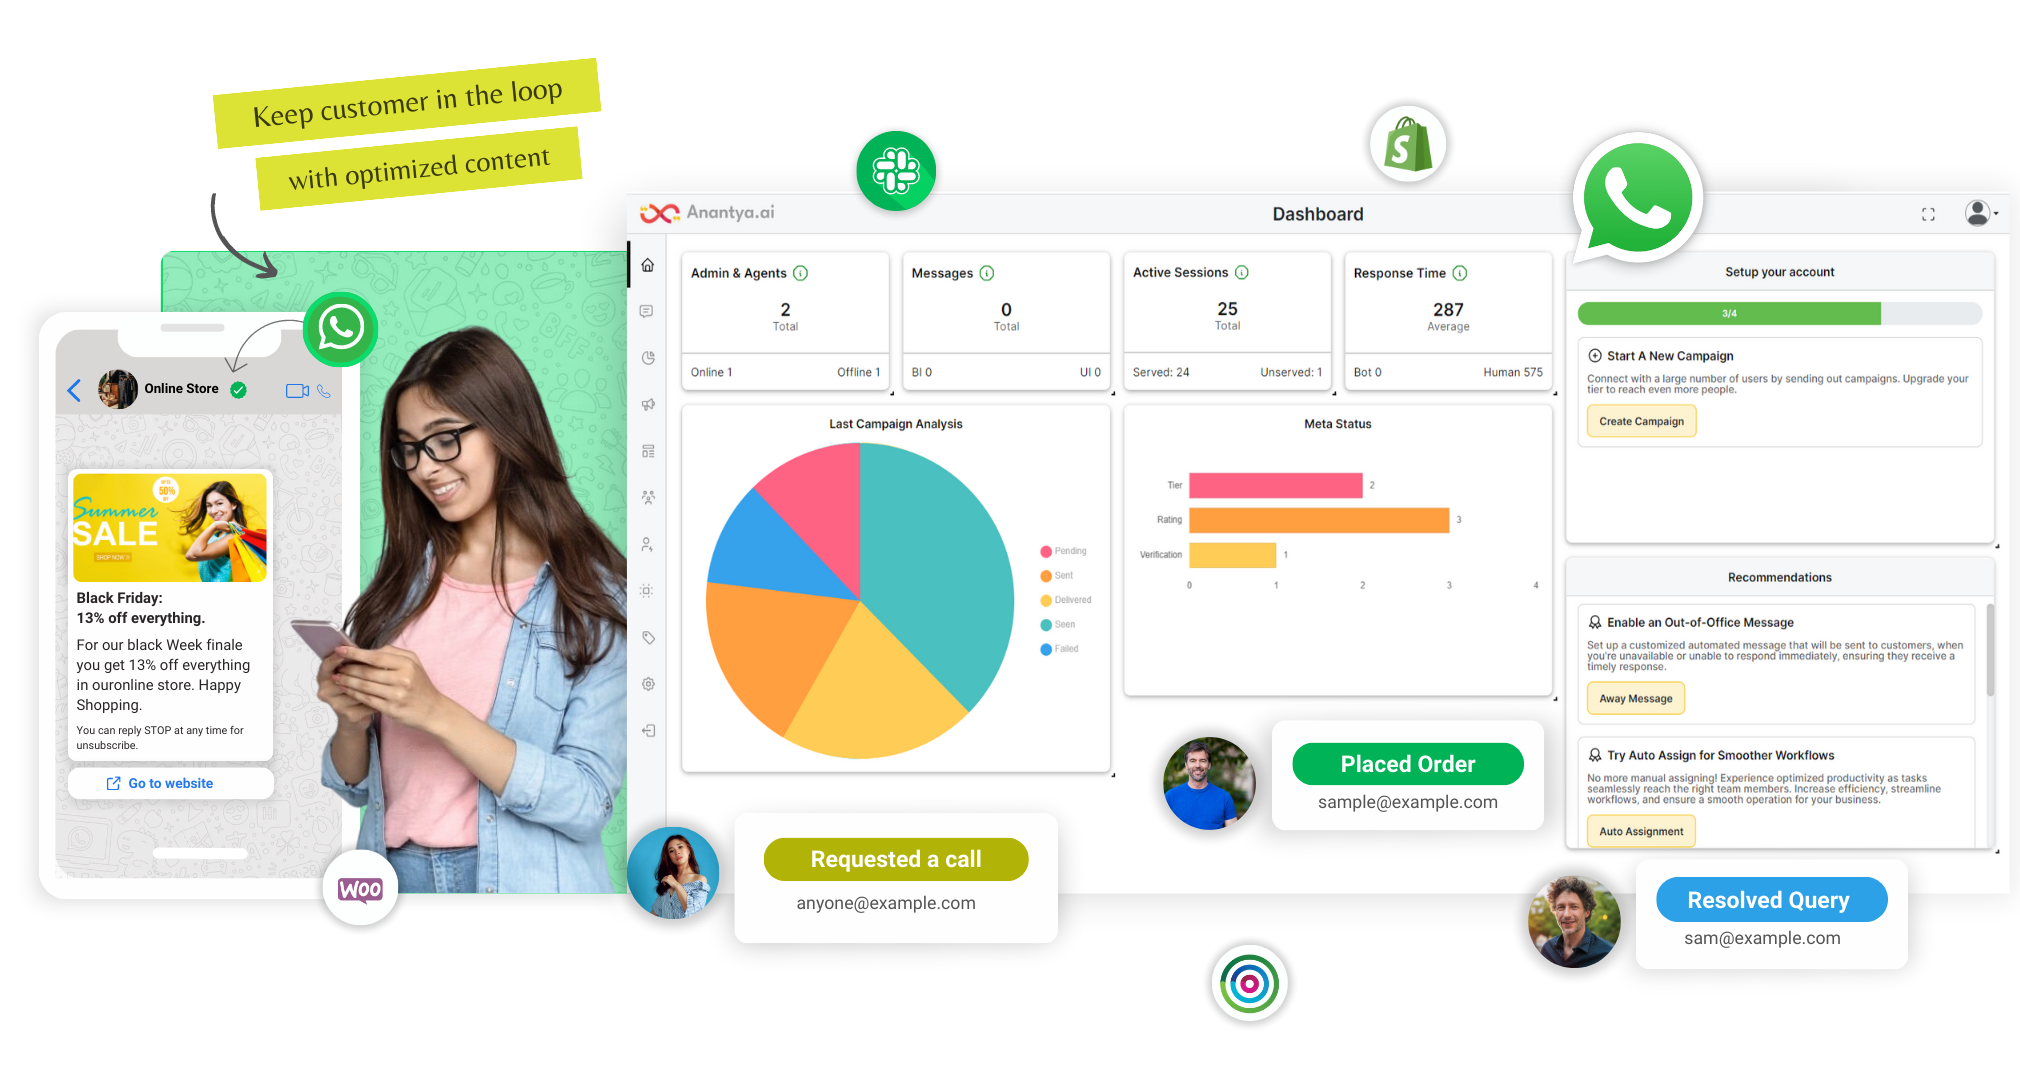 Keep customer in the loop
with optimized content
Online Store
UP TO
50%
OFF
Summer
SALE
SHOP NOW
Black Friday:
13% off everything.
For our black Week finale
you get 13% off everything
in ouronline store. Happy
Shopping.
You can reply STOP at any time for
unsubscribe.
Go to website
WOO
Anantya.ai
Dashboard
Admin & Agents
2
Total
Online 1
Offline 1
Messages
0
Total
BI 0
UI 0
Active Sessions
25
Total
Served: 24
Unserved: 1
Response Time
287
Average
Bot 0
Human 575
Last Campaign Analysis
Pending
Sent
Delivered
Seen
Failed
Meta Status
Tier
2
Rating
3
Verification
1
0
1
2
3
4
Setup your account
3/4
Start A New Campaign
Connect with a large number of users by sending out campaigns. Upgrade your
tier to reach even more people.
Create Campaign
Recommendations
Enable an Out-of-Office Message
Set up a customized automated message that will be sent to customers, when
you're unavailable or unable to respond immediately, ensuring they receive a
timely response.
Away Message
Try Auto Assign for Smoother Workflows
No more manual assigning! Experience optimized productivity as tasks
seamlessly reach the right team members. Increase efficiency, streamline
workflows, and ensure a smooth operation for your business.
Auto Assignment
Requested a call
anyone@example.com
Placed Order
sample@example.com
Resolved Query
sam@example.com
S